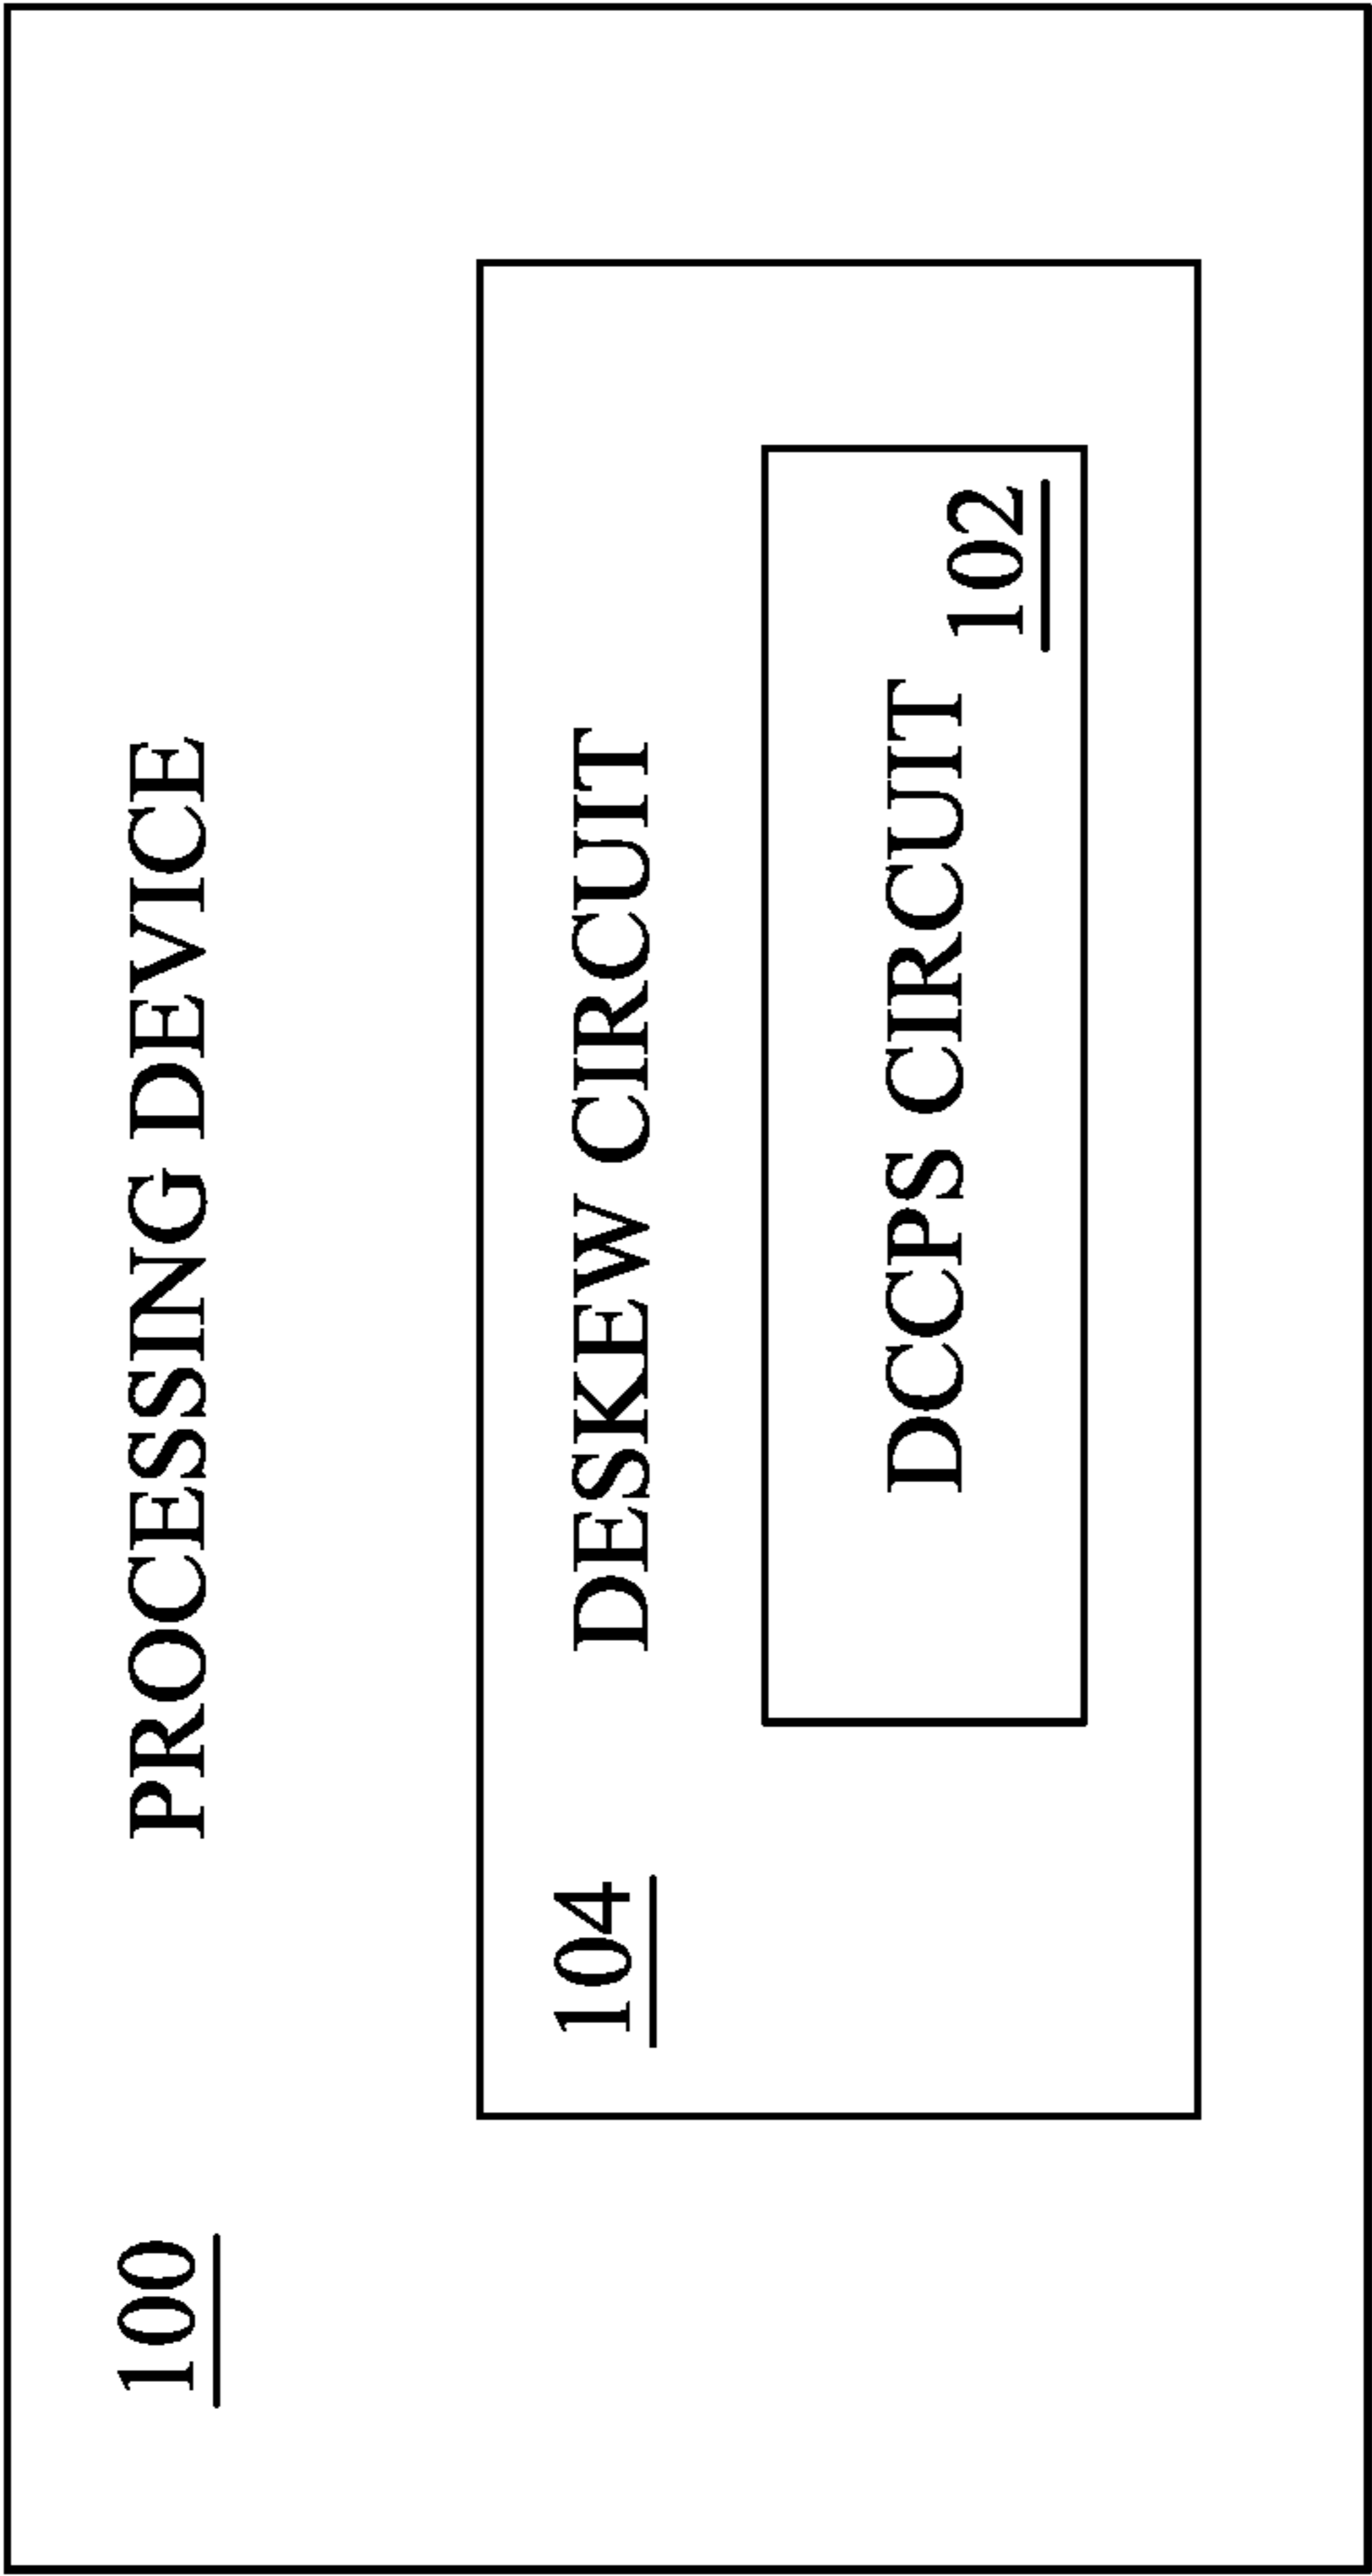 100
PROCESSING DEVICE
104
DESKEW CIRCUIT
DCCPS CIRCUIT
102